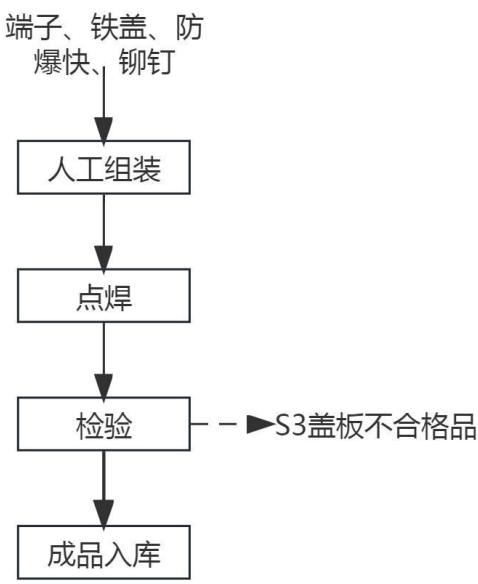 端子、铁盖、防
爆快、铆钉
人工组装
点焊
检验
S3盖板不合格品
成品入库